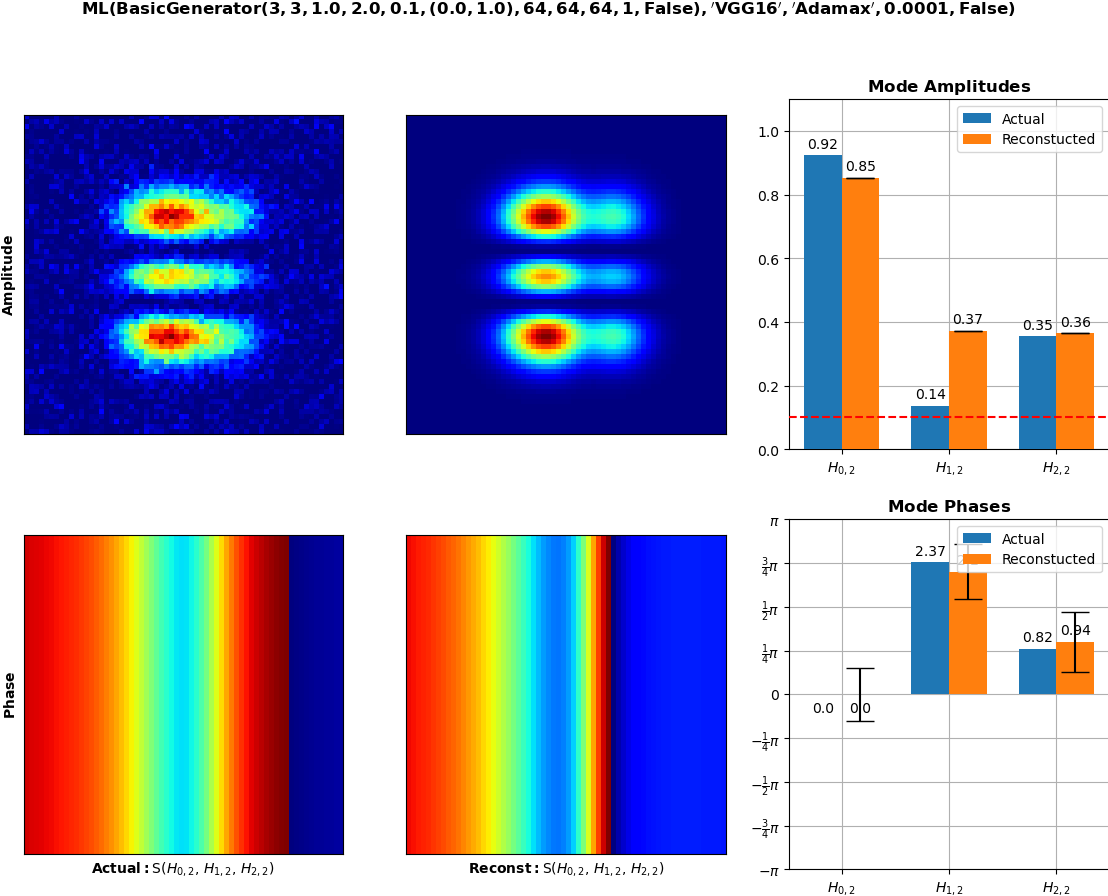 ML(BasicGenerator(3, 3, 1.0, 2.0, 0.1, (0.0, 1.0), 64, 64, 64, 1, False), ′VGG16′, ′Adamax′, 0.0001, False)
Mode Amplitudes
Amplitude
1.0
0.8
0.6
0.4
0.2
0.0
Actual
Reconstucted
0.92
0.85
0.14
0.37
0.35
0.36
H0,2
H1,2
H2,2
Mode Phases
Phase
π
3/4π
1/2π
1/4π
0
−1/4π
−1/2π
−3/4π
−π
Actual
Reconstucted
0.0
0.0
2.37
0.82
0.94
H0,2
H1,2
H2,2
Actual: S(H0,2, H1,2, H2,2)
Reconst: S(H0,2, H1,2, H2,2)